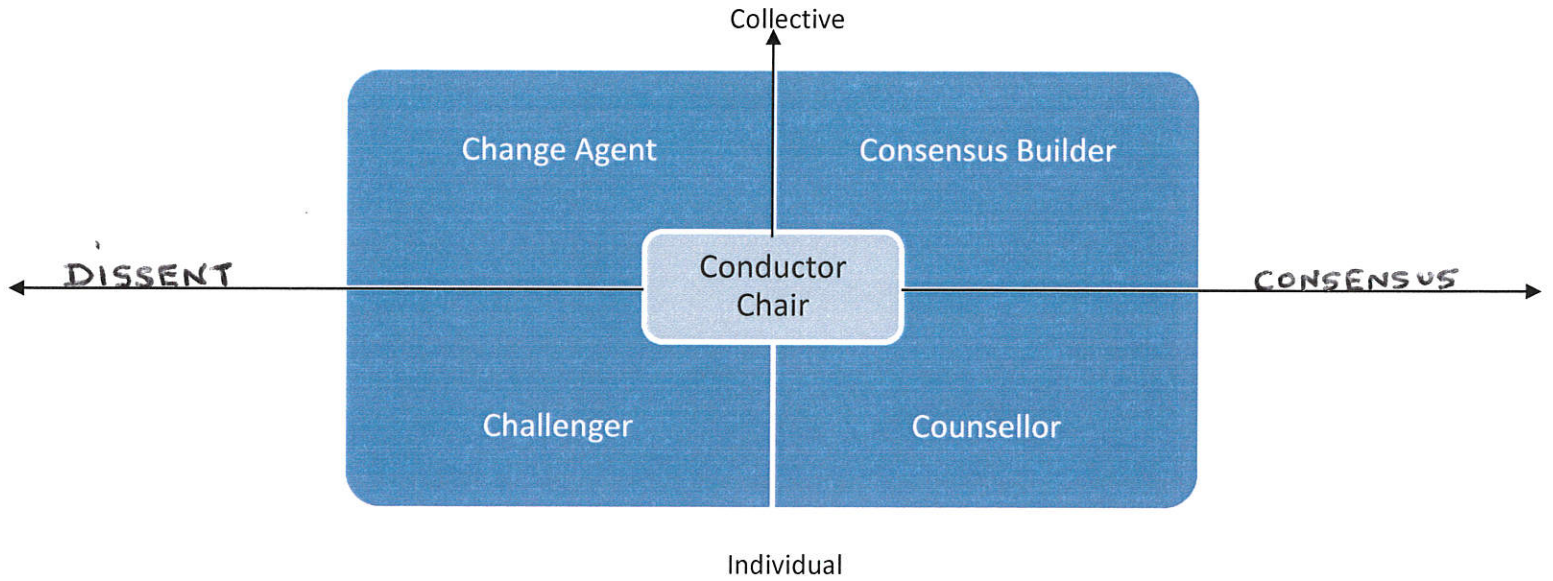 Collective
Change Agent
Consensus Builder
DISSENT
Conductor
Chair
CONSENSUS
Challenger
Counsellor
Individual